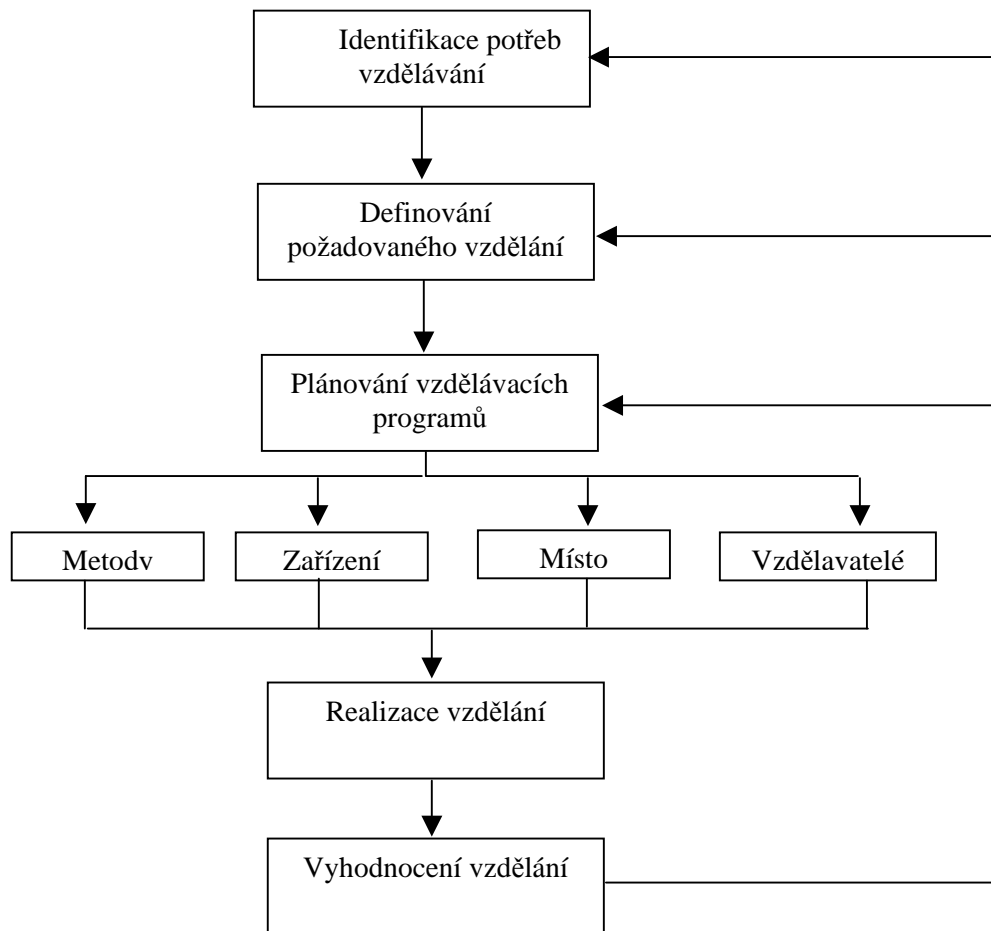 Identifikace potřeb
vzdělávání
Definování
požadovaného vzdělání
Plánování vzdělávacích
programů
Metodv
Zařízení
Místo
Vzdělavatelé
Realizace vzdělání
Vyhodnocení vzdělání